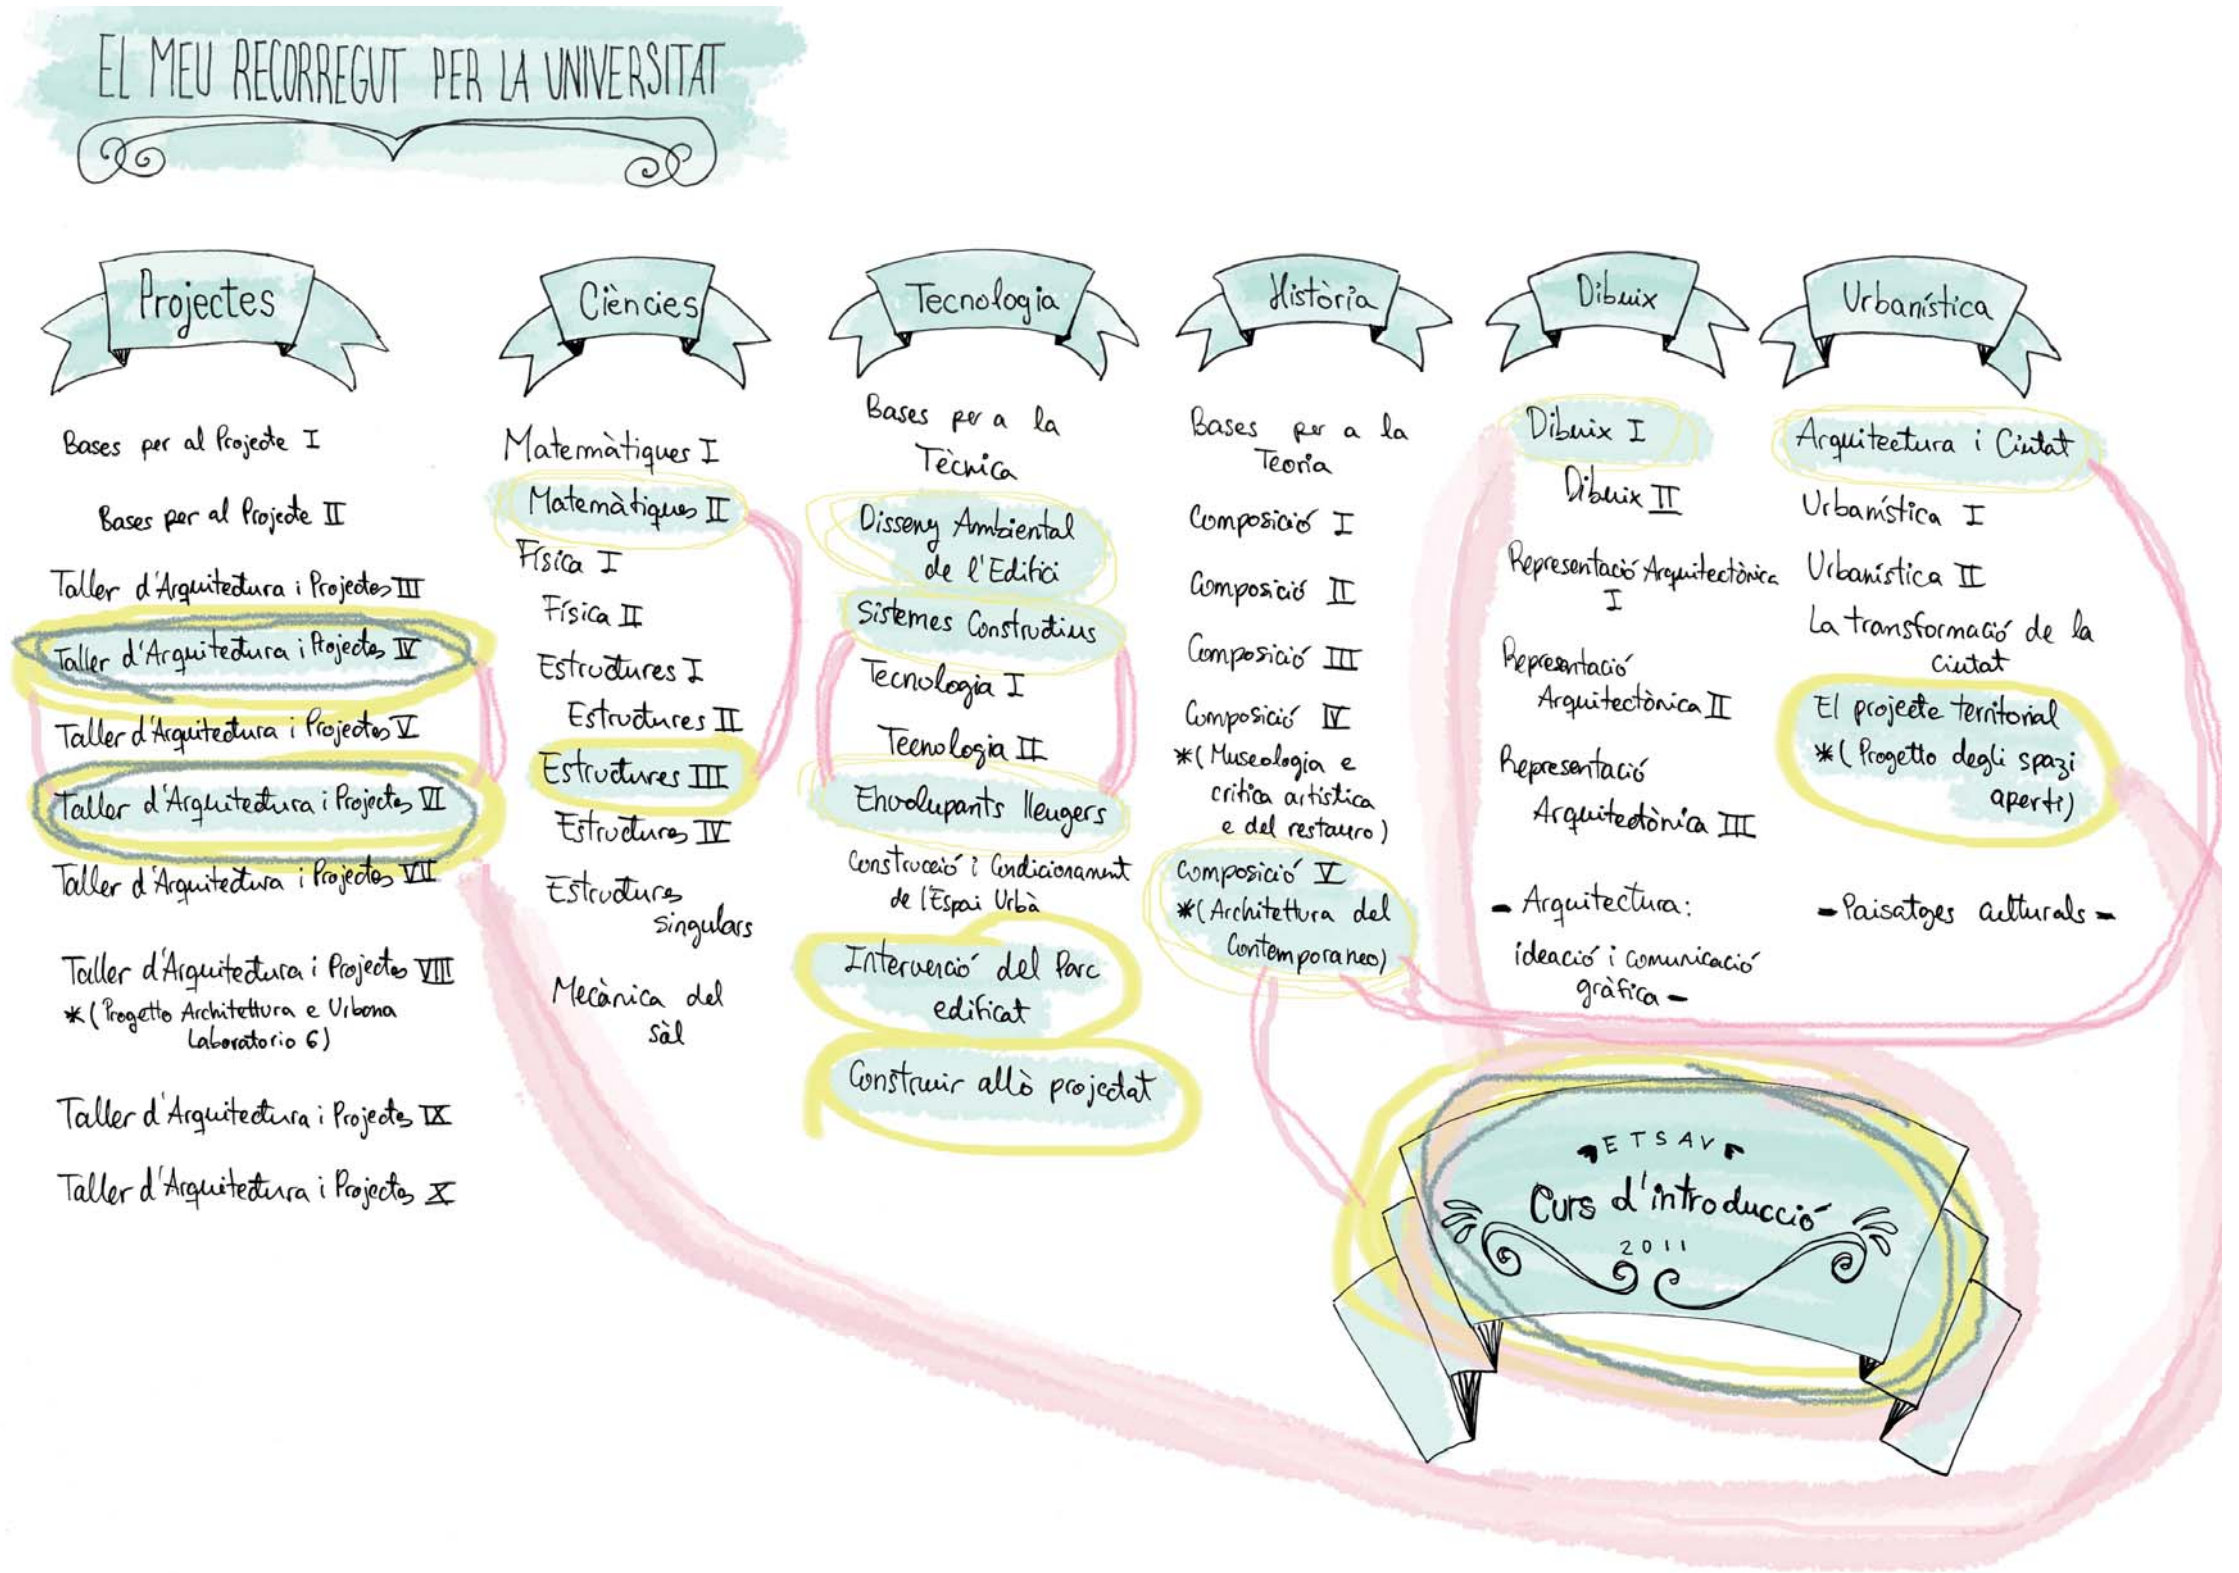 EL MEU RECORREGUT PER LA UNIVERSITAT
Projectes
Bases per al Projecte I
Bases per al Projecte II
Taller d'Arquitectura i Projectes III
Taller d'Arquitectura i Projectes IV
Taller d'Arquitectura i Projectes V
Taller d'Arquitectura i Projectes VI
Taller d'Arquitectura i Projectes VII
Taller d'Arquitectura i Projectes VIII
*(Progetto Architettura e Urbana
Laboratorio 6)
Taller d'Arquitectura i Projectes IX
Taller d'Arquitectura i Projectes X
Ciències
Matemàtiques I
Matemàtiques II
Física I
Física II
Estructures I
Estructures II
Estructures III
Estructures IV
Estructures
singulars
Mecànica del
sòl
Tecnologia
Bases per a la
Tècnica
Disseny Ambiental
de l'Edifici
Sistemes Constructius
Tecnologia I
Tecnologia II
Envolupants lleugers
Construcció i Condicionament
de l'Espai Urbà
Intervenció del Parc
edificat
Construir allò projectat
Història
Bases per a la
Teoria
Composició I
Composició II
Composició III
Composició IV
*(Museologia e
critica artistica
e del restauro)
Composició V
*(Architettura del
Contemporaneo)
Dibuix
Dibuix I
Dibuix II
Representació Arquitectònica
I
Representació
Arquitectònica II
Representació
Arquitectònica III
- Arquitectura:
ideació i comunicació
gràfica -
Urbanística
Arquitectura i Ciutat
Urbanística I
Urbanística II
La transformació de la
ciutat
El projecte territorial
*(Progetto degli spazi
aperti)
- Paisatges culturals -
ETSAV
Curs d'introducció
2011